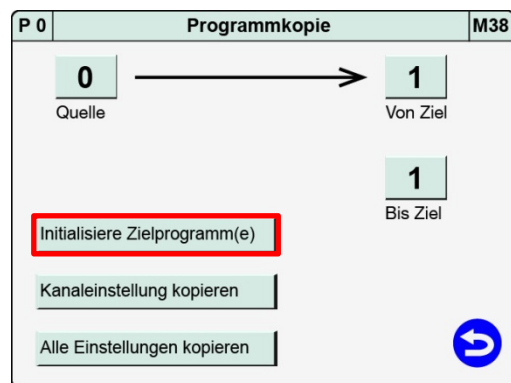 P 0 Programmkopie M38
0 1
Quelle Von Ziel
1
Bis Ziel
Initialisiere Zielprogramm(e)
Kanaleinstellung kopieren
Alle Einstellungen kopieren